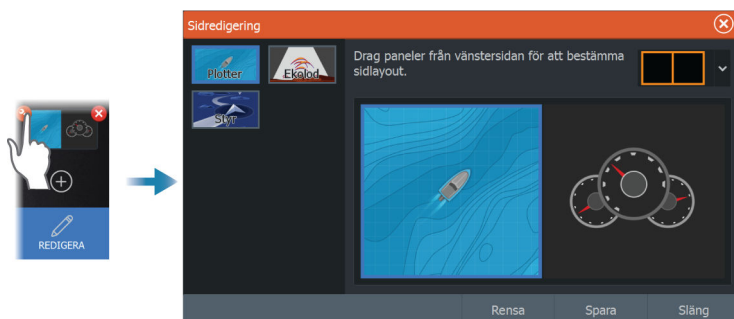 Sidredigering
Plotter
Ekolod
Styr
Drag paneler från vänstersidan för att bestämma
sidlayout.
REDIGERA
Rensa
Spara
Släng